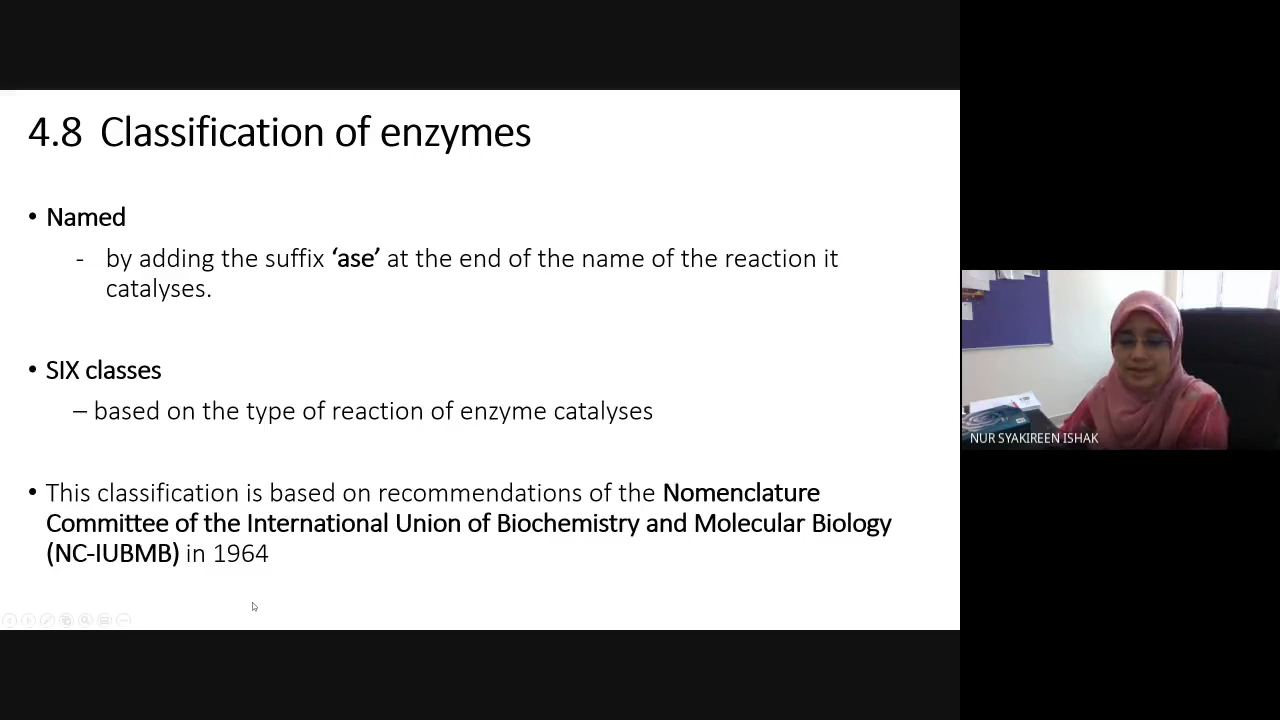 4.8 Classification of enzymes
• Named
- by adding the suffix ‘ase’ at the end of the name of the reaction it
catalyses.
• SIX classes
– based on the type of reaction of enzyme catalyses
• This classification is based on recommendations of the Nomenclature
Committee of the International Union of Biochemistry and Molecular Biology
(NC-IUBMB) in 1964
NUR SYAKIREEN ISHAK